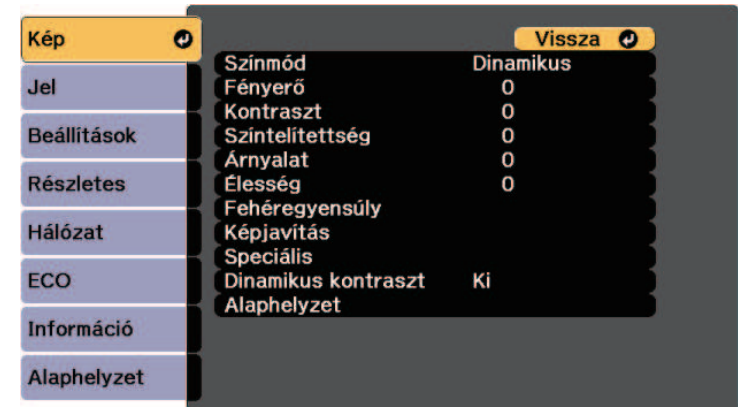 Kép
Jel
Beállítások
Részletes
Hálózat
ECO
Információ
Alaphelyzet
Vissza
Színmód Dinamikus
Fényerő 0
Kontraszt 0
Színtelítettség 0
Árnyalat 0
Élesség 0
Fehéregyensúly
Képjavítás
Speciális
Dinamikus kontraszt Ki
Alaphelyzet